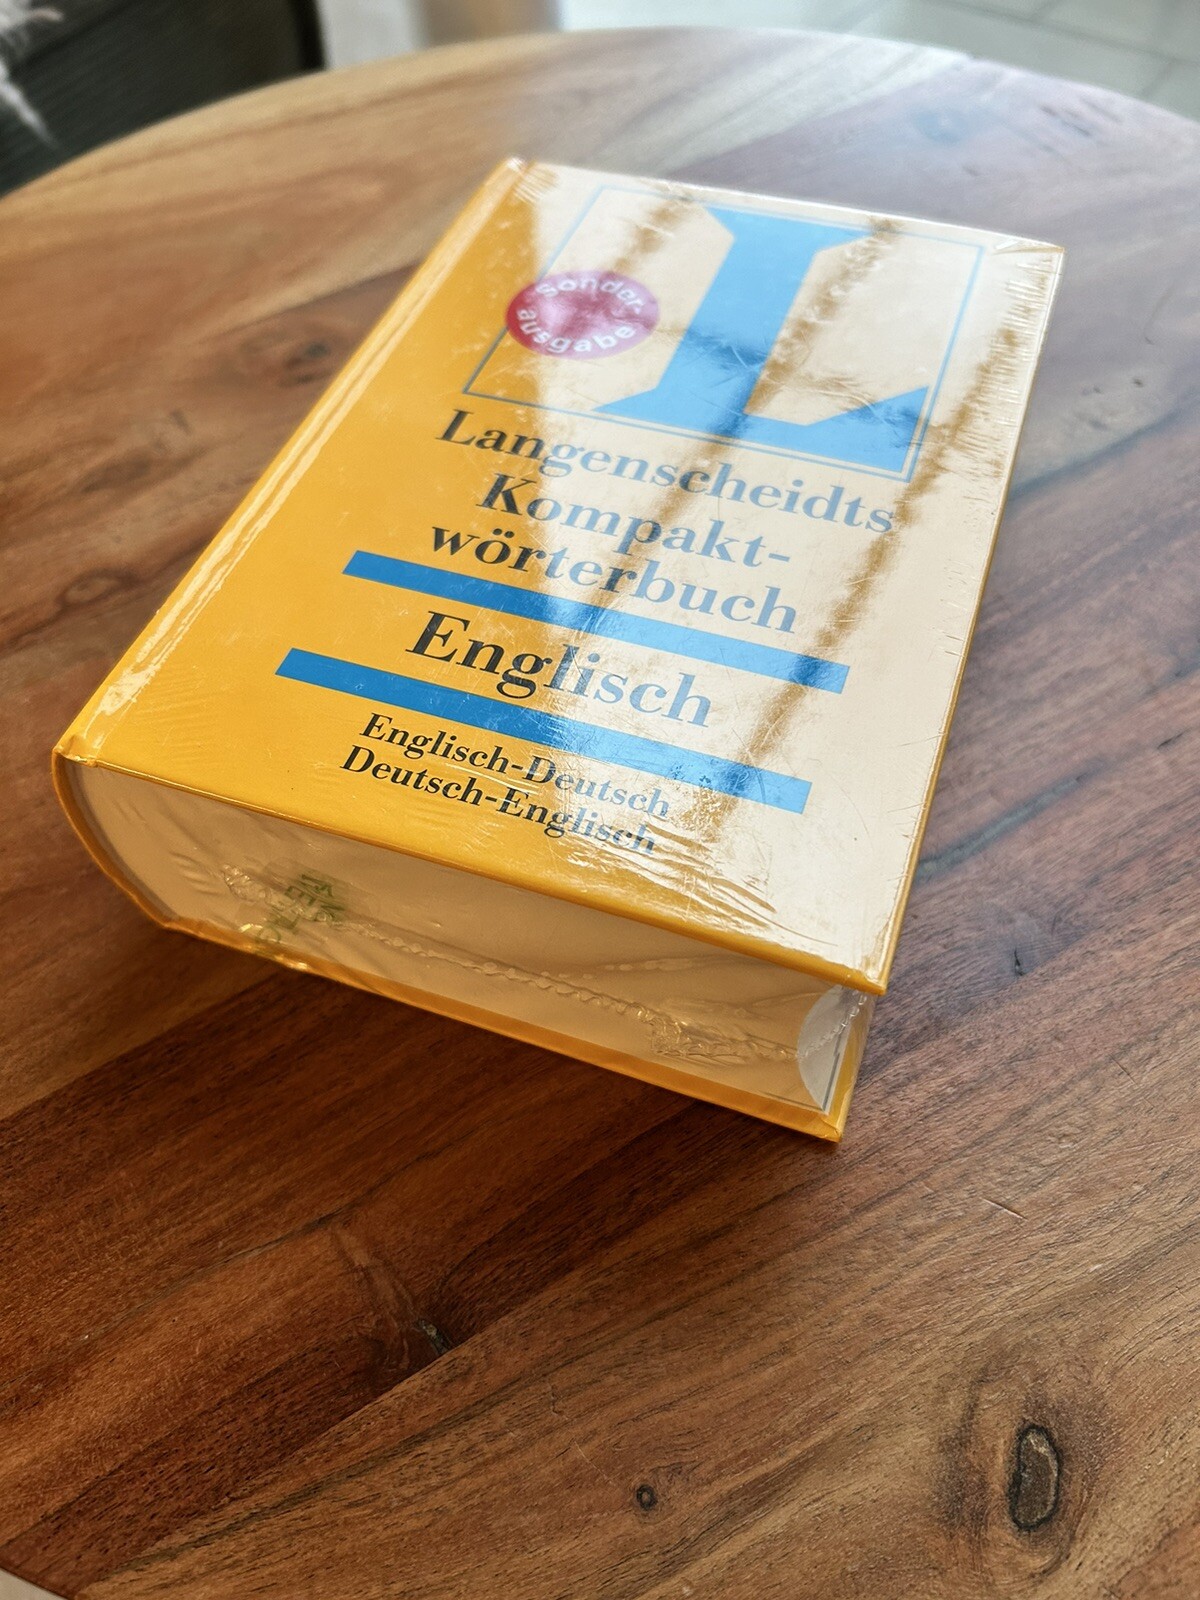 Sonder-
ausgabe
L
Langenscheidts
Kompakt-
wörterbuch
Englisch
Englisch-Deutsch
Deutsch-Englisch